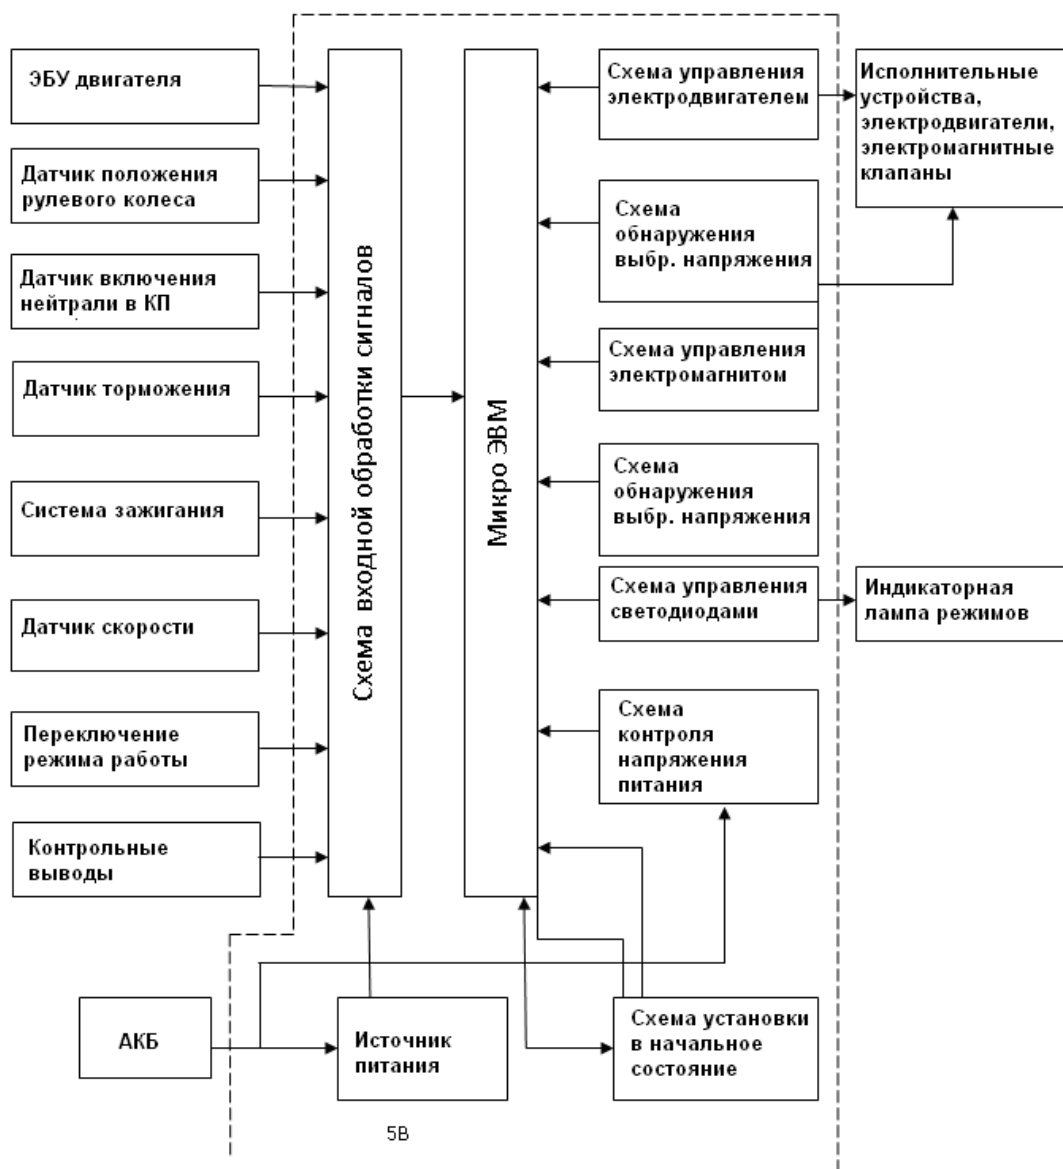 ЭБУ двигателя
Датчик положения
рулевого колеса
Датчик включения
нейтрали в КП
Датчик торможения
Система зажигания
Датчик скорости
Переключение
режима работы
Контрольные
выводы
АКБ
Схема входной обработки сигналов
Микро ЭВМ
Схема управления
электродвигателем
Схема
обнаружения
выбр. напряжения
Схема управления
электромагнитом
Схема
обнаружения
выбр. напряжения
Схема управления
светодиодами
Схема
контроля
напряжения
питания
Исполнительные
устройства,
электродвигатели,
электромагнитные
клапаны
Индикаторная
лампа режимов
Источник
питания
Схема установки
в начальное
состояние
5В